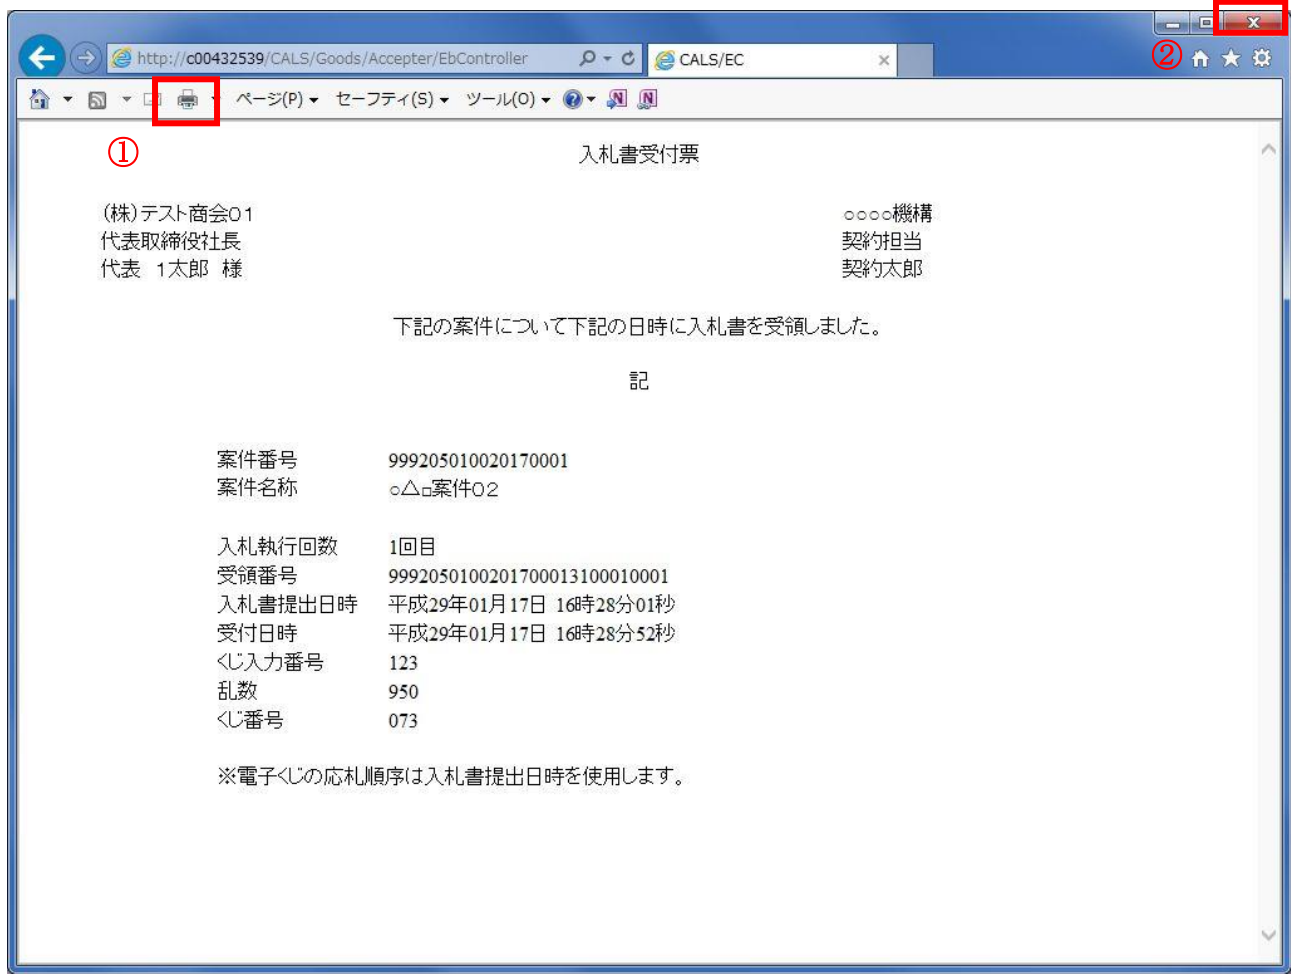 x
http://c00432539/CALS/Goods/Accepter/EbController
CALS/EC
②
ページ(P) セーフティ(S) ツール(O)
①
入札書受付票
(株)テスト商会01
代表取締役社長
代表 1太郎 様
○○○○機構
契約担当
契約太郎
下記の案件について下記の日時に入札書を受領しました。
記
案件番号 999205010020170001
案件名称 ○△□案件02
入札執行回数 1回目
受領番号 9992050100201700013100010001
入札書提出日時 平成29年01月17日 16時28分01秒
受付日時 平成29年01月17日 16時28分52秒
くじ入力番号 123
乱数 950
くじ番号 073
※電子くじの応札順序は入札書提出日時を使用します。